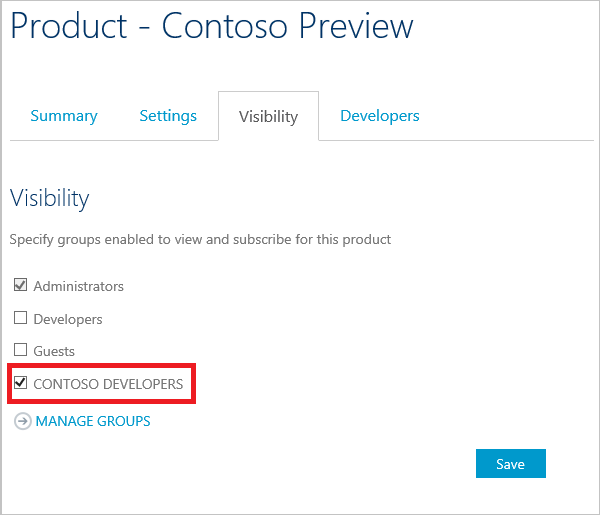 Product - Contoso Preview
Summary Settings Visibility Developers
Visibility
Specify groups enabled to view and subscribe for this product
Administrators
Developers
Guests
CONTOSO DEVELOPERS
MANAGE GROUPS
Save